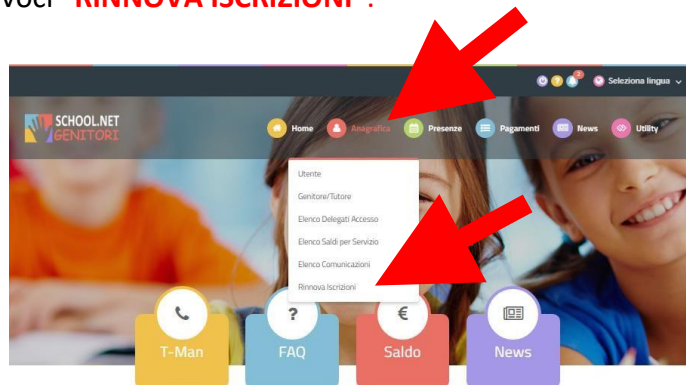 voci "RINNOVA ISCRIZIONI".
2
Seleziona lingua
SCHOOL.NET
GENITORI
Home Anagrafica Presenze Pagamenti News Utility
Utente
Genitore/Tutore
Elenco Delegati Accesso
Elenco Saldi per Servizio
Elenco Comunicazioni
Rinnova Iscrizioni
? €
T-Man FAQ Saldo News